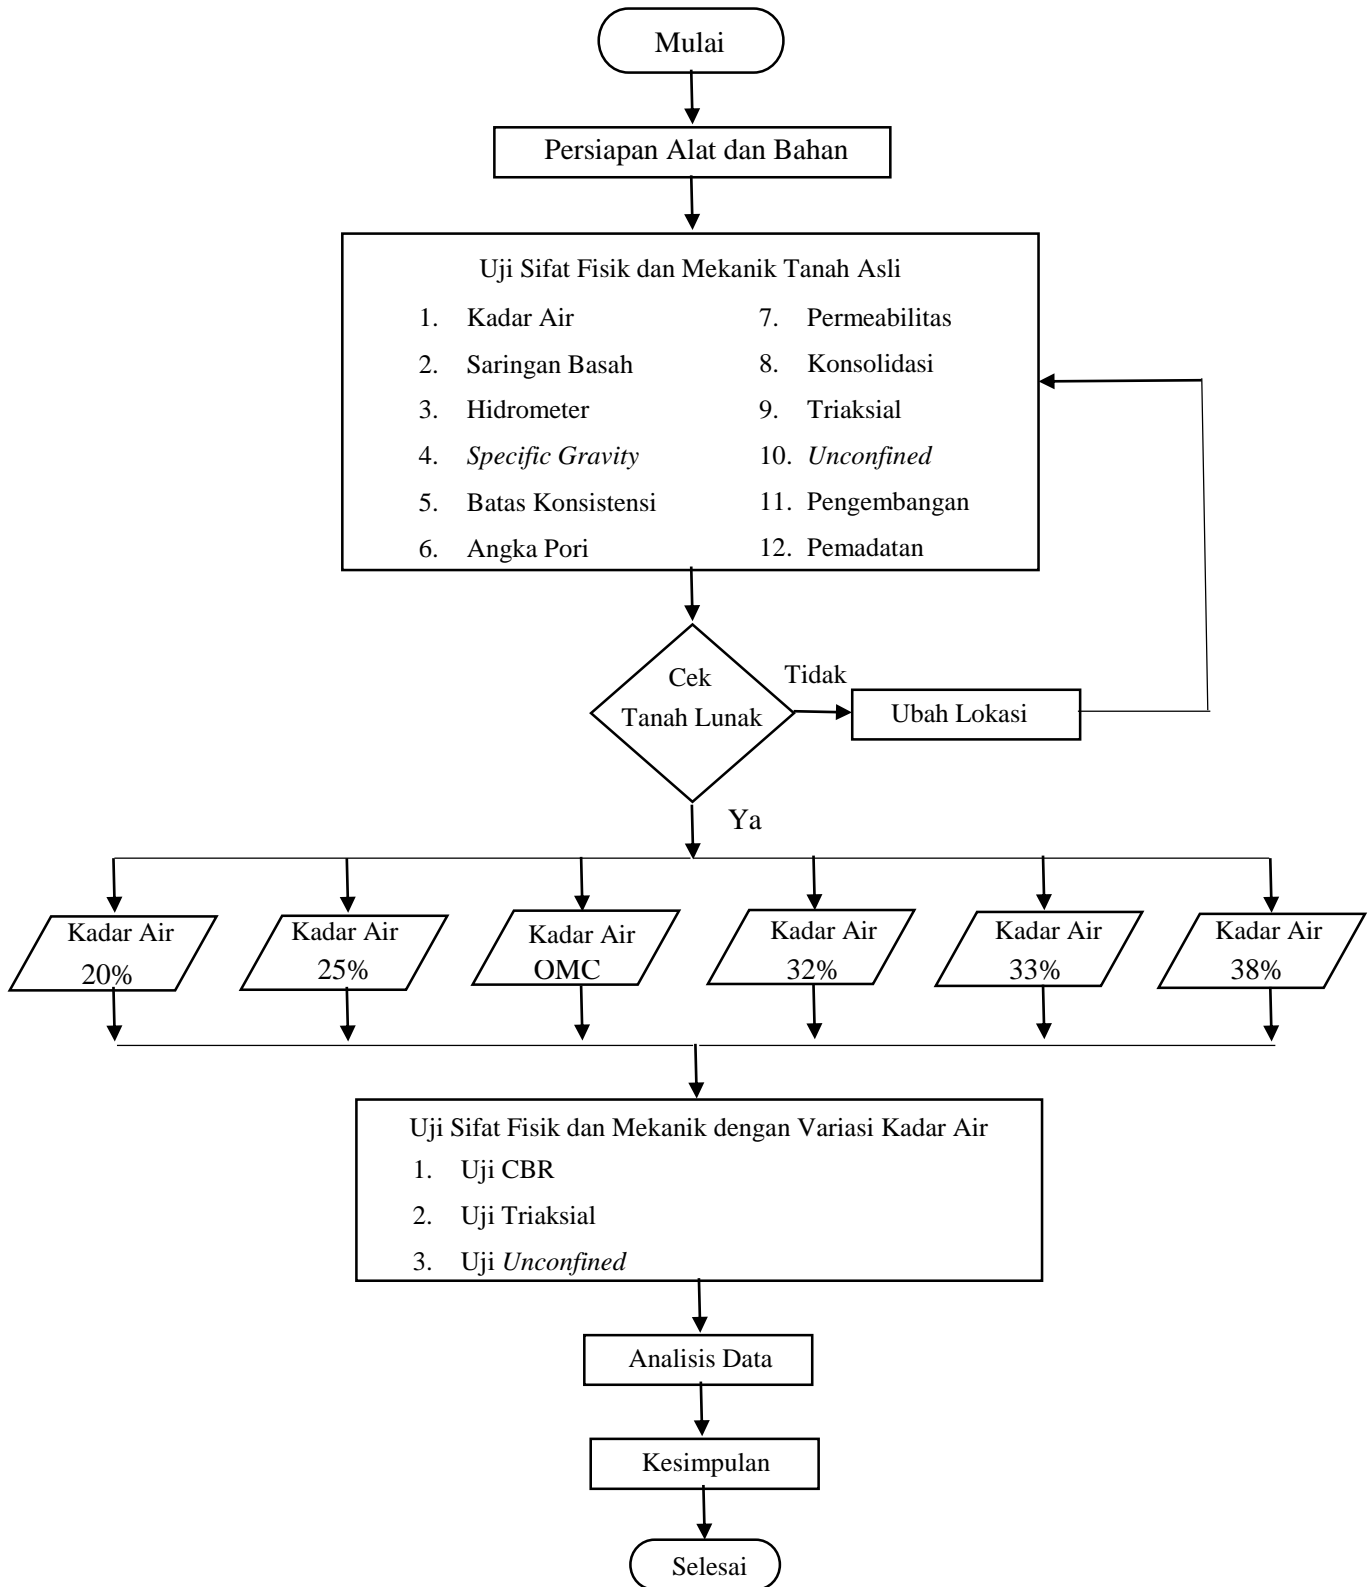 Mulai
Persiapan Alat dan Bahan
Uji Sifat Fisik dan Mekanik Tanah Asli
1. Kadar Air
2. Saringan Basah
3. Hidrometer
4. Specific Gravity
5. Batas Konsistensi
6. Angka Pori
7. Permeabilitas
8. Konsolidasi
9. Triaksial
10. Unconfined
11. Pengembangan
12. Pemadatan
Cek
Tanah Lunak
Tidak
Ubah Lokasi
Ya
Kadar Air
20%
Kadar Air
25%
Kadar Air
OMC
Kadar Air
32%
Kadar Air
33%
Kadar Air
38%
Uji Sifat Fisik dan Mekanik dengan Variasi Kadar Air
1. Uji CBR
2. Uji Triaksial
3. Uji Unconfined
Analisis Data
Kesimpulan
Selesai